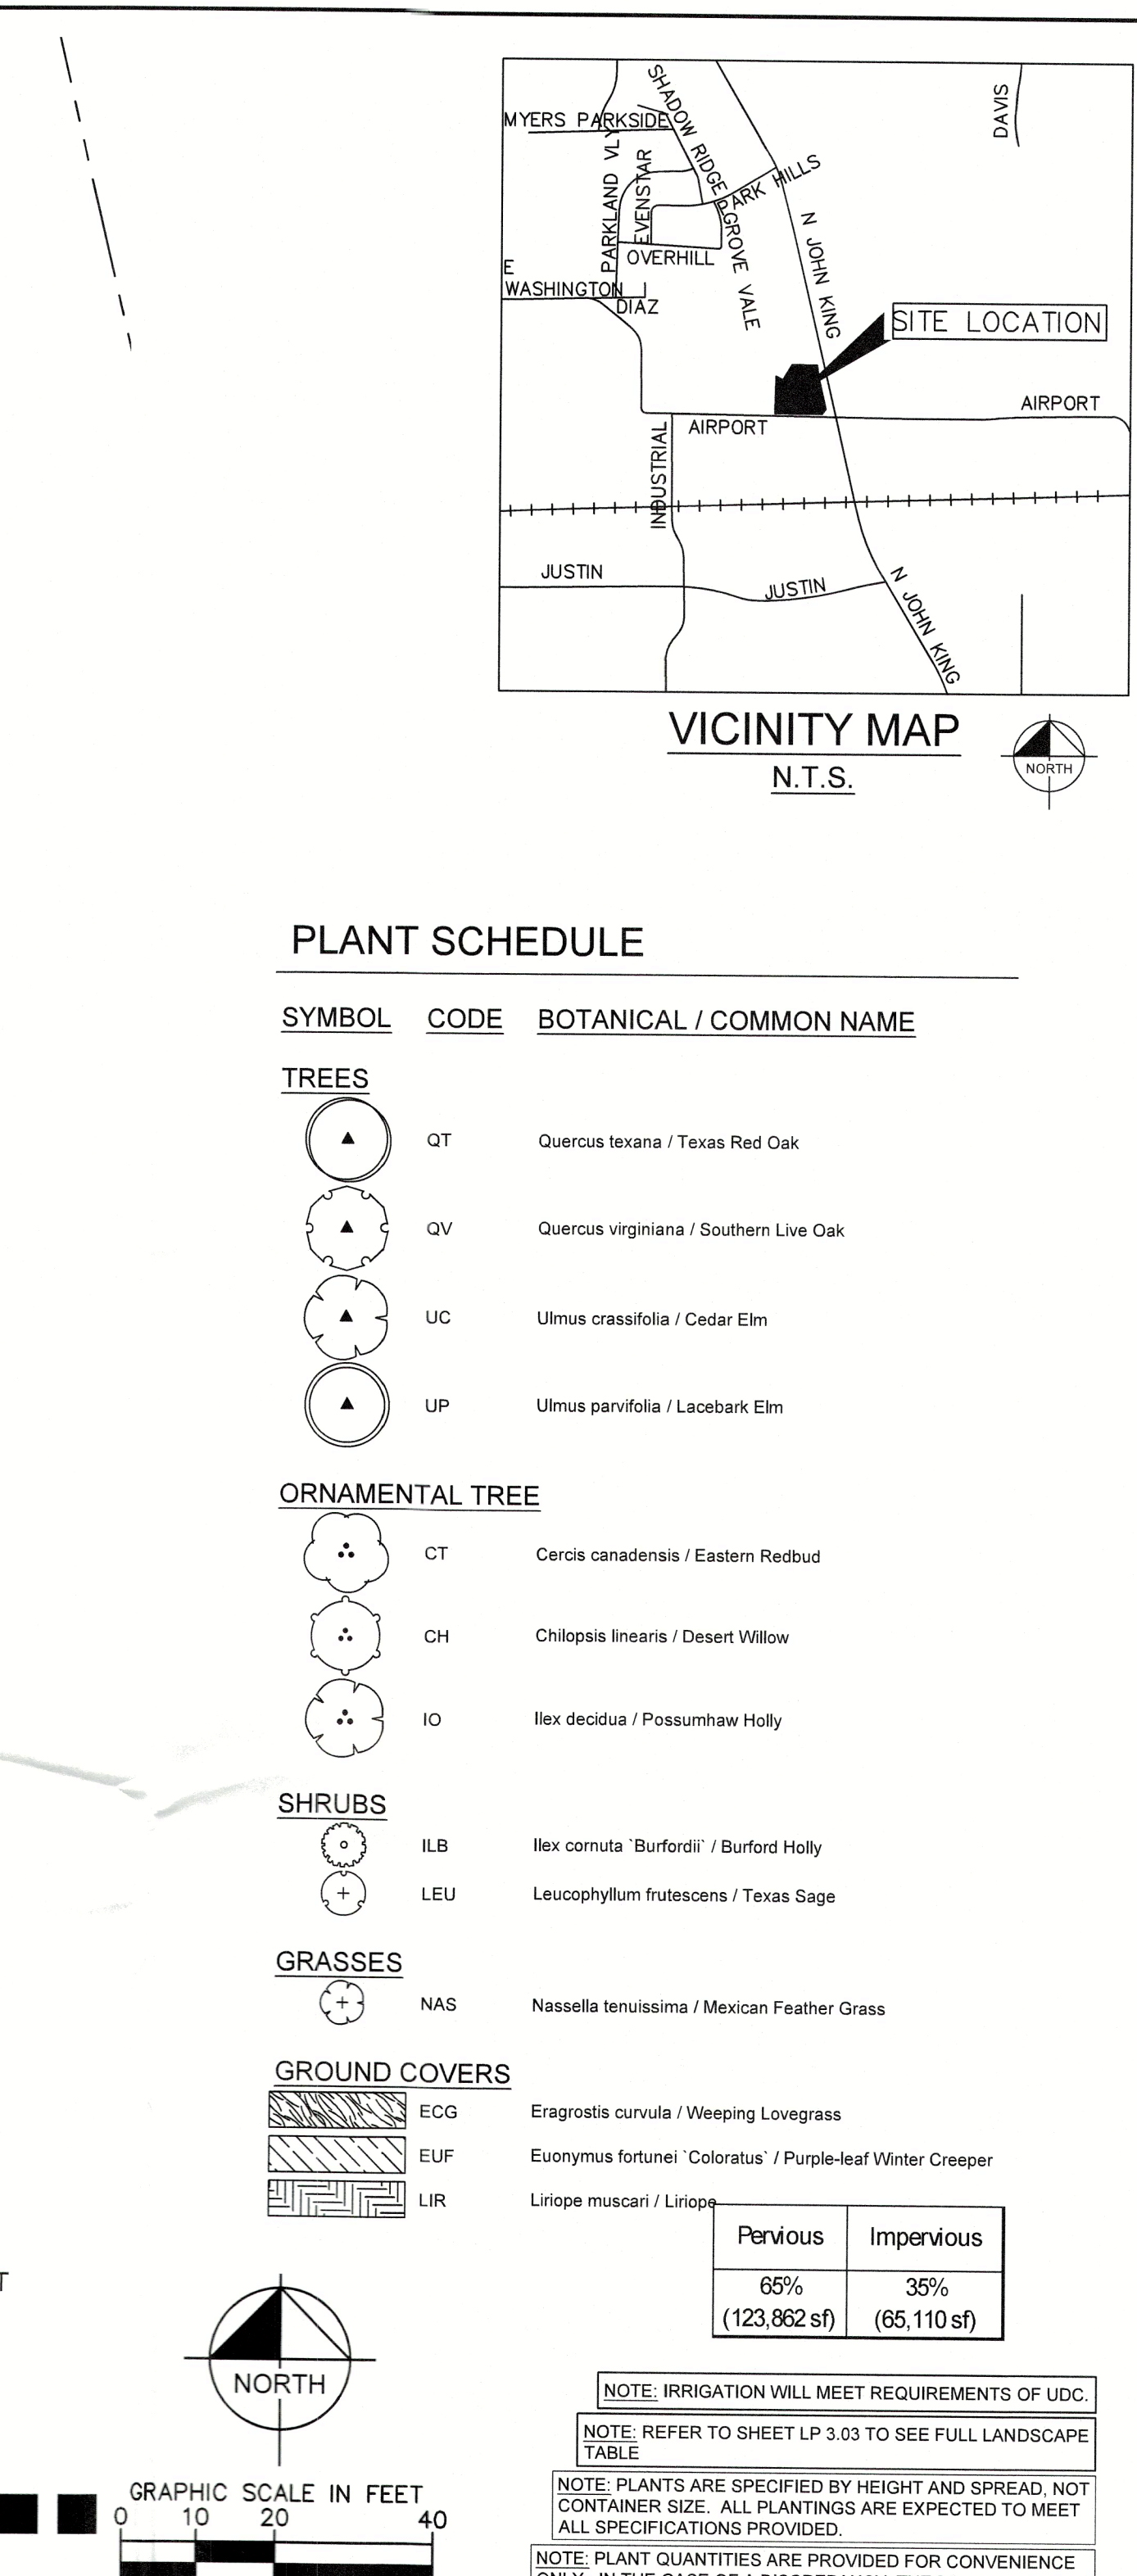 SHADOW RIDGE
DAVIS
MYERS PARKSIDE
PARKLAND VLY
EVENSTAR
PARK HILLS
GROVE VALE
N JOHN KING
OVERHILL
E
WASHINGTON
DIAZ
SITE LOCATION
AIRPORT
AIRPORT
INDUSTRIAL
JUSTIN
JUSTIN
N JOHN KING
VICINITY MAP
N.T.S.
NORTH
PLANT SCHEDULE
SYMBOL CODE BOTANICAL / COMMON NAME
TREES
QT Quercus texana / Texas Red Oak
QV Quercus virginiana / Southern Live Oak
UC Ulmus crassifolia / Cedar Elm
UP Ulmus parvifolia / Lacebark Elm
ORNAMENTAL TREE
CT Cercis canadensis / Eastern Redbud
CH Chilopsis linearis / Desert Willow
IO Ilex decidua / Possumhaw Holly
SHRUBS
ILB Ilex cornuta `Burfordii` / Burford Holly
LEU Leucophyllum frutescens / Texas Sage
GRASSES
NAS Nassella tenuissima / Mexican Feather Grass
GROUND COVERS
ECG Eragrostis curvula / Weeping Lovegrass
EUF Euonymus fortunei `Coloratus` / Purple-leaf Winter Creeper
LIR Liriope muscari / Liriope
Pervious Impervious
65% 35%
(123,862 sf) (65,110 sf)
T
NORTH
NOTE: IRRIGATION WILL MEET REQUIREMENTS OF UDC.
NOTE: REFER TO SHEET LP 3.03 TO SEE FULL LANDSCAPE
TABLE
NOTE: PLANTS ARE SPECIFIED BY HEIGHT AND SPREAD, NOT
CONTAINER SIZE. ALL PLANTINGS ARE EXPECTED TO MEET
ALL SPECIFICATIONS PROVIDED.
GRAPHIC SCALE IN FEET
0 10 20 40
NOTE: PLANT QUANTITIES ARE PROVIDED FOR CONVENIENCE